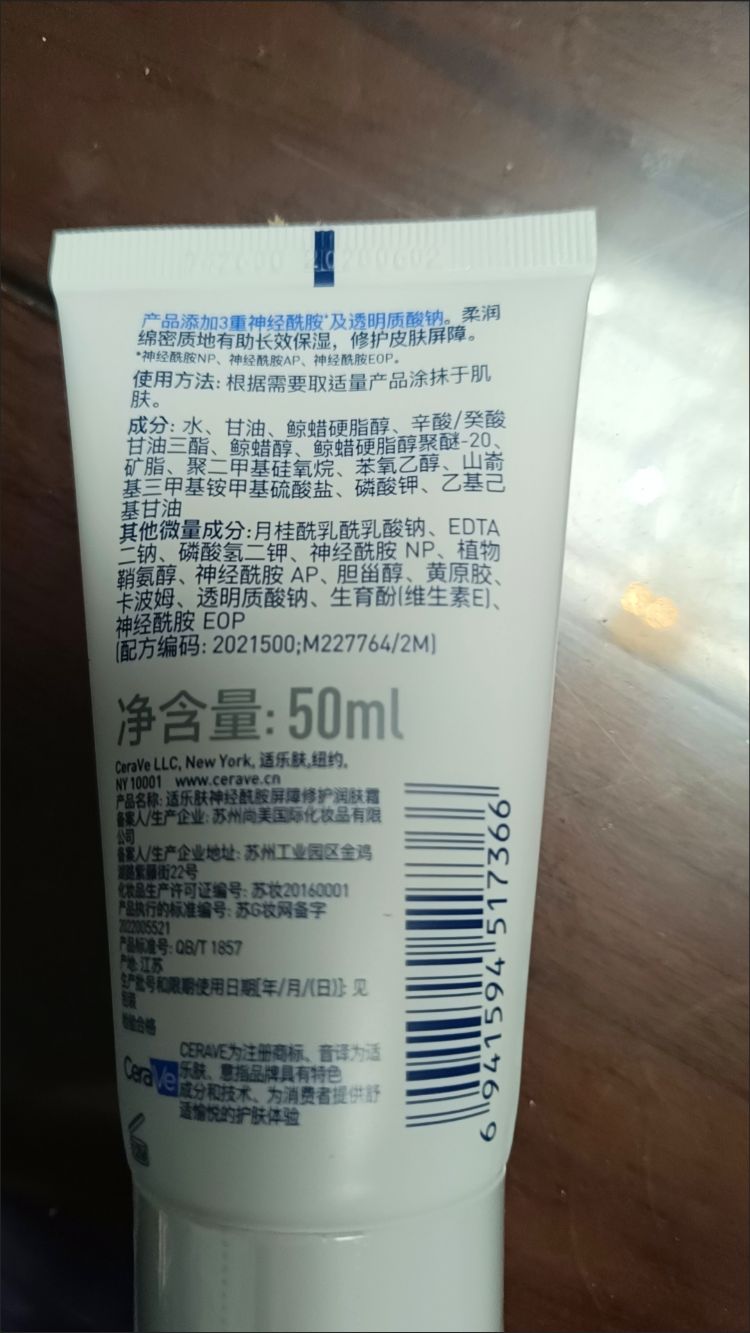 产品添加3重神经酰胺*及透明质酸钠。柔润
绵密质地有助长效保湿，修护皮肤屏障。
*神经酰胺NP、神经酰胺AP、神经酰胺EOP。
使用方法: 根据需要取适量产品涂抹于肌
肤。
成分: 水、甘油、鲸蜡硬脂醇、辛酸/癸酸
甘油三酯、鲸蜡醇、鲸蜡硬脂醇聚醚-20、
矿脂、聚二甲基硅氧烷、苯氧乙醇、山嵛
基三甲基铵甲基硫酸盐、磷酸钾、乙基己
基甘油
其他微量成分:月桂酰乳酰乳酸钠、EDTA
二钠、磷酸氢二钾、神经酰胺 NP、植物
鞘氨醇、神经酰胺 AP、胆甾醇、黄原胶、
卡波姆、透明质酸钠、生育酚(维生素E)、
神经酰胺 EOP
(配方编码: 2021500;M227764/2M)
净含量: 50ml
CeraVe LLC, New York, 适乐肤,纽约,
NY 10001 www.cerave.cn
产品名称: 适乐肤神经酰胺屏障修护润肤霜
备案人/生产企业: 苏州尚美国际化妆品有限
公司
备案人/生产企业地址: 苏州工业园区金鸡
湖路紫藤街22号
化妆品生产许可证编号: 苏妆20160001
产品执行的标准编号: 苏G妆网备字
2022005521
产品标准号: QB/T 1857
产地: 江苏
生产批号和限期使用日期[年/月/(日)]: 见
包装
检验合格
CeraVe
CERAVE为注册商标、音译为适
乐肤、意指品牌具有特色
成分和技术、为消费者提供舒
适愉悦的护肤体验
6 941594 517366